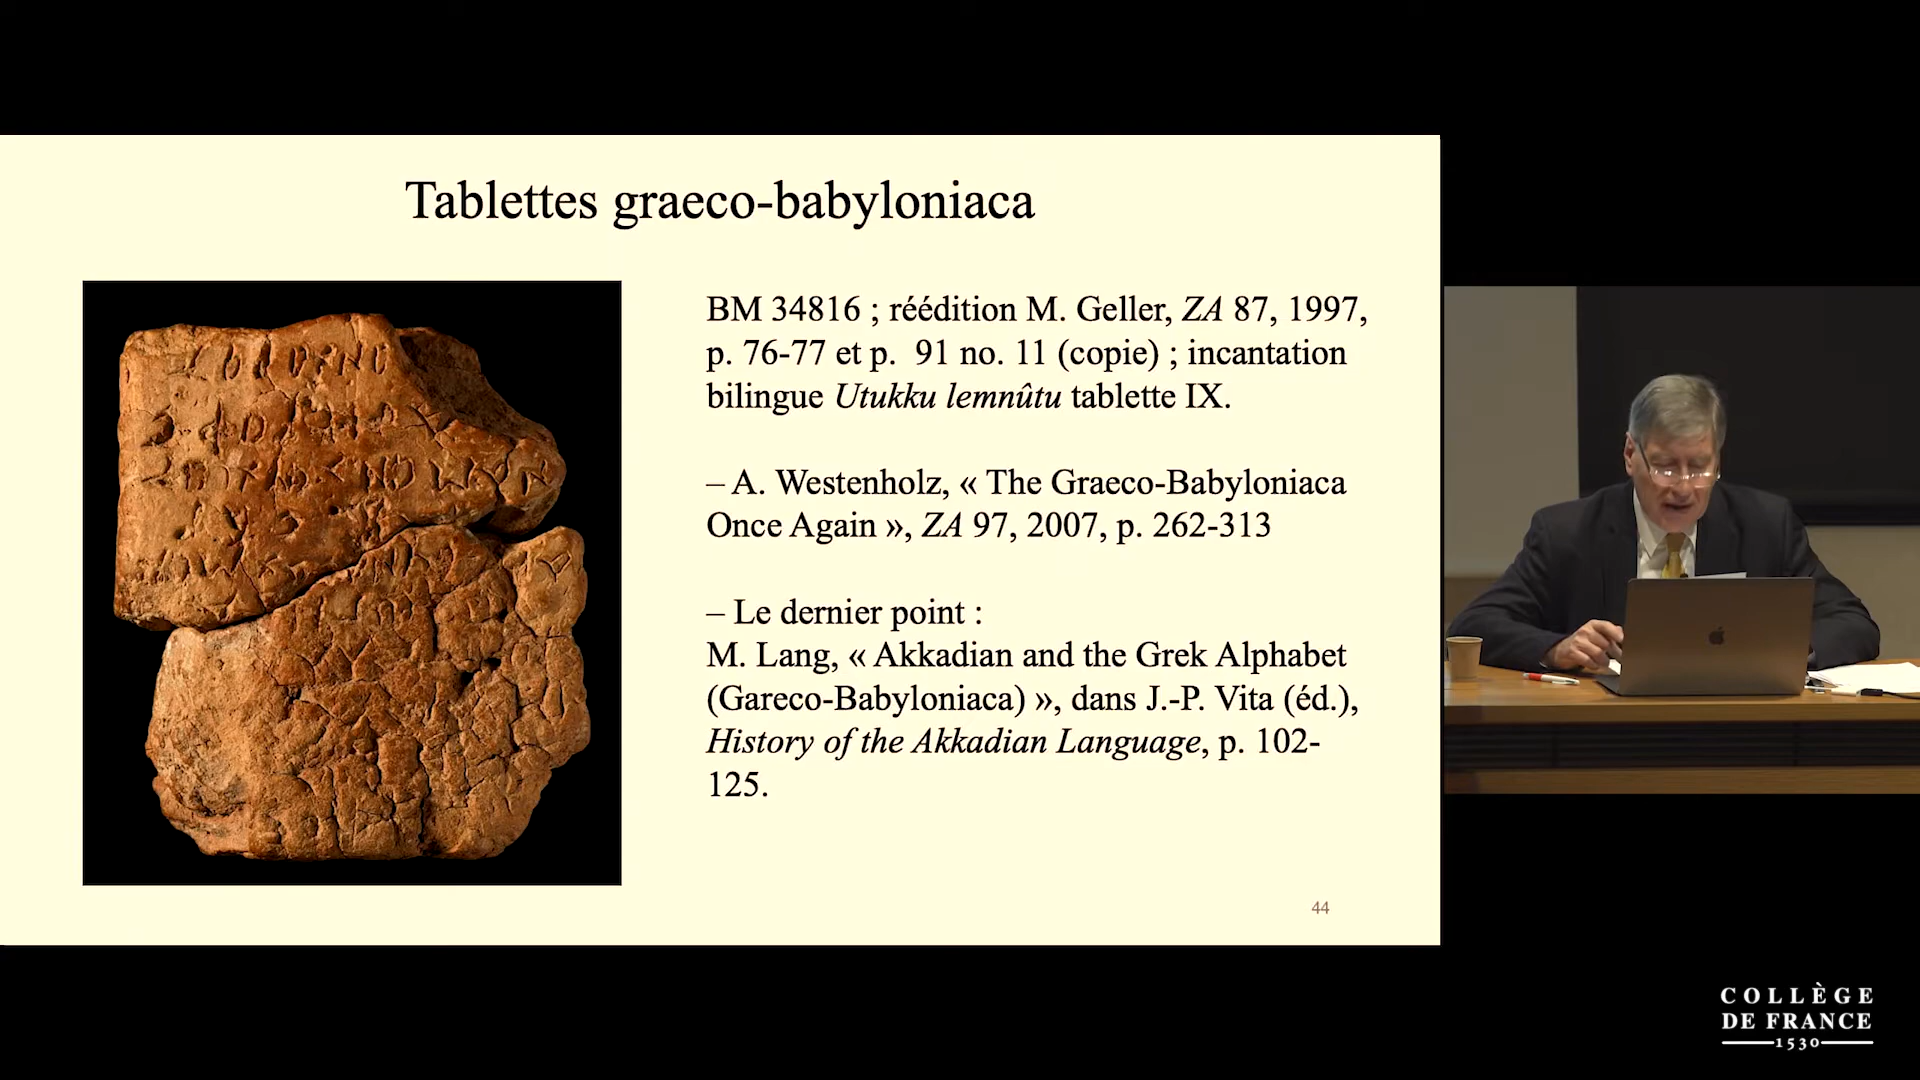 Tablettes graeco-babyloniaca
BM 34816 ; réédition M. Geller, ZA 87, 1997,
p. 76-77 et p. 91 no. 11 (copie) ; incantation
bilingue Utukku lemnûtu tablette IX.
– A. Westenholz, « The Graeco-Babyloniaca
Once Again », ZA 97, 2007, p. 262-313
– Le dernier point :
M. Lang, « Akkadian and the Grek Alphabet
(Gareco-Babyloniaca) », dans J.-P. Vita (éd.),
History of the Akkadian Language, p. 102-
125.
44
COLLÈGE
DE FRANCE
1530